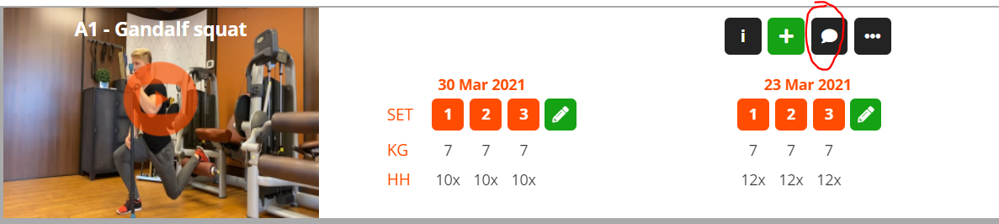 A1 - Gandalf squat
i
30 Mar 2021 23 Mar 2021
SET 1 2 3 1 2 3
KG 7 7 7 7 7 7
HH 10x 10x 10x 12x 12x 12x